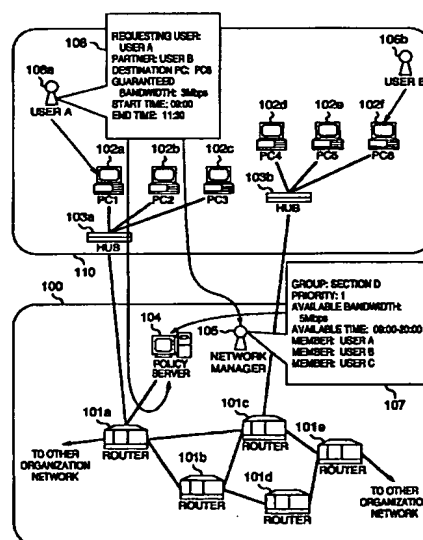 106
REQUESTING USER:
USER A
PARTNER: USER B
DESTINATION PC: PC6
GUARANTEED
BANDWIDTH: 3Mbps
START TIME: 09:00
END TIME: 11:30
106a
USER A
106b
USER B
102a
102b
102c
102d
102e
102f
PC1
PC2
PC3
PC4
PC5
PC6
103a
HUB
103b
HUB
110
100
104
POLICY
SERVER
105
NETWORK
MANAGER
GROUP: SECTION D
PRIORITY: 1
AVAILABLE BANDWIDTH:
5Mbps
AVAILABLE TIME: 08:00-20:00
MEMBER: USER A
MEMBER: USER B
MEMBER: USER C
107
101a
ROUTER
101b
ROUTER
101c
ROUTER
101d
ROUTER
101e
ROUTER
TO OTHER
ORGANIZATION
NETWORK
TO OTHER
ORGANIZATION
NETWORK